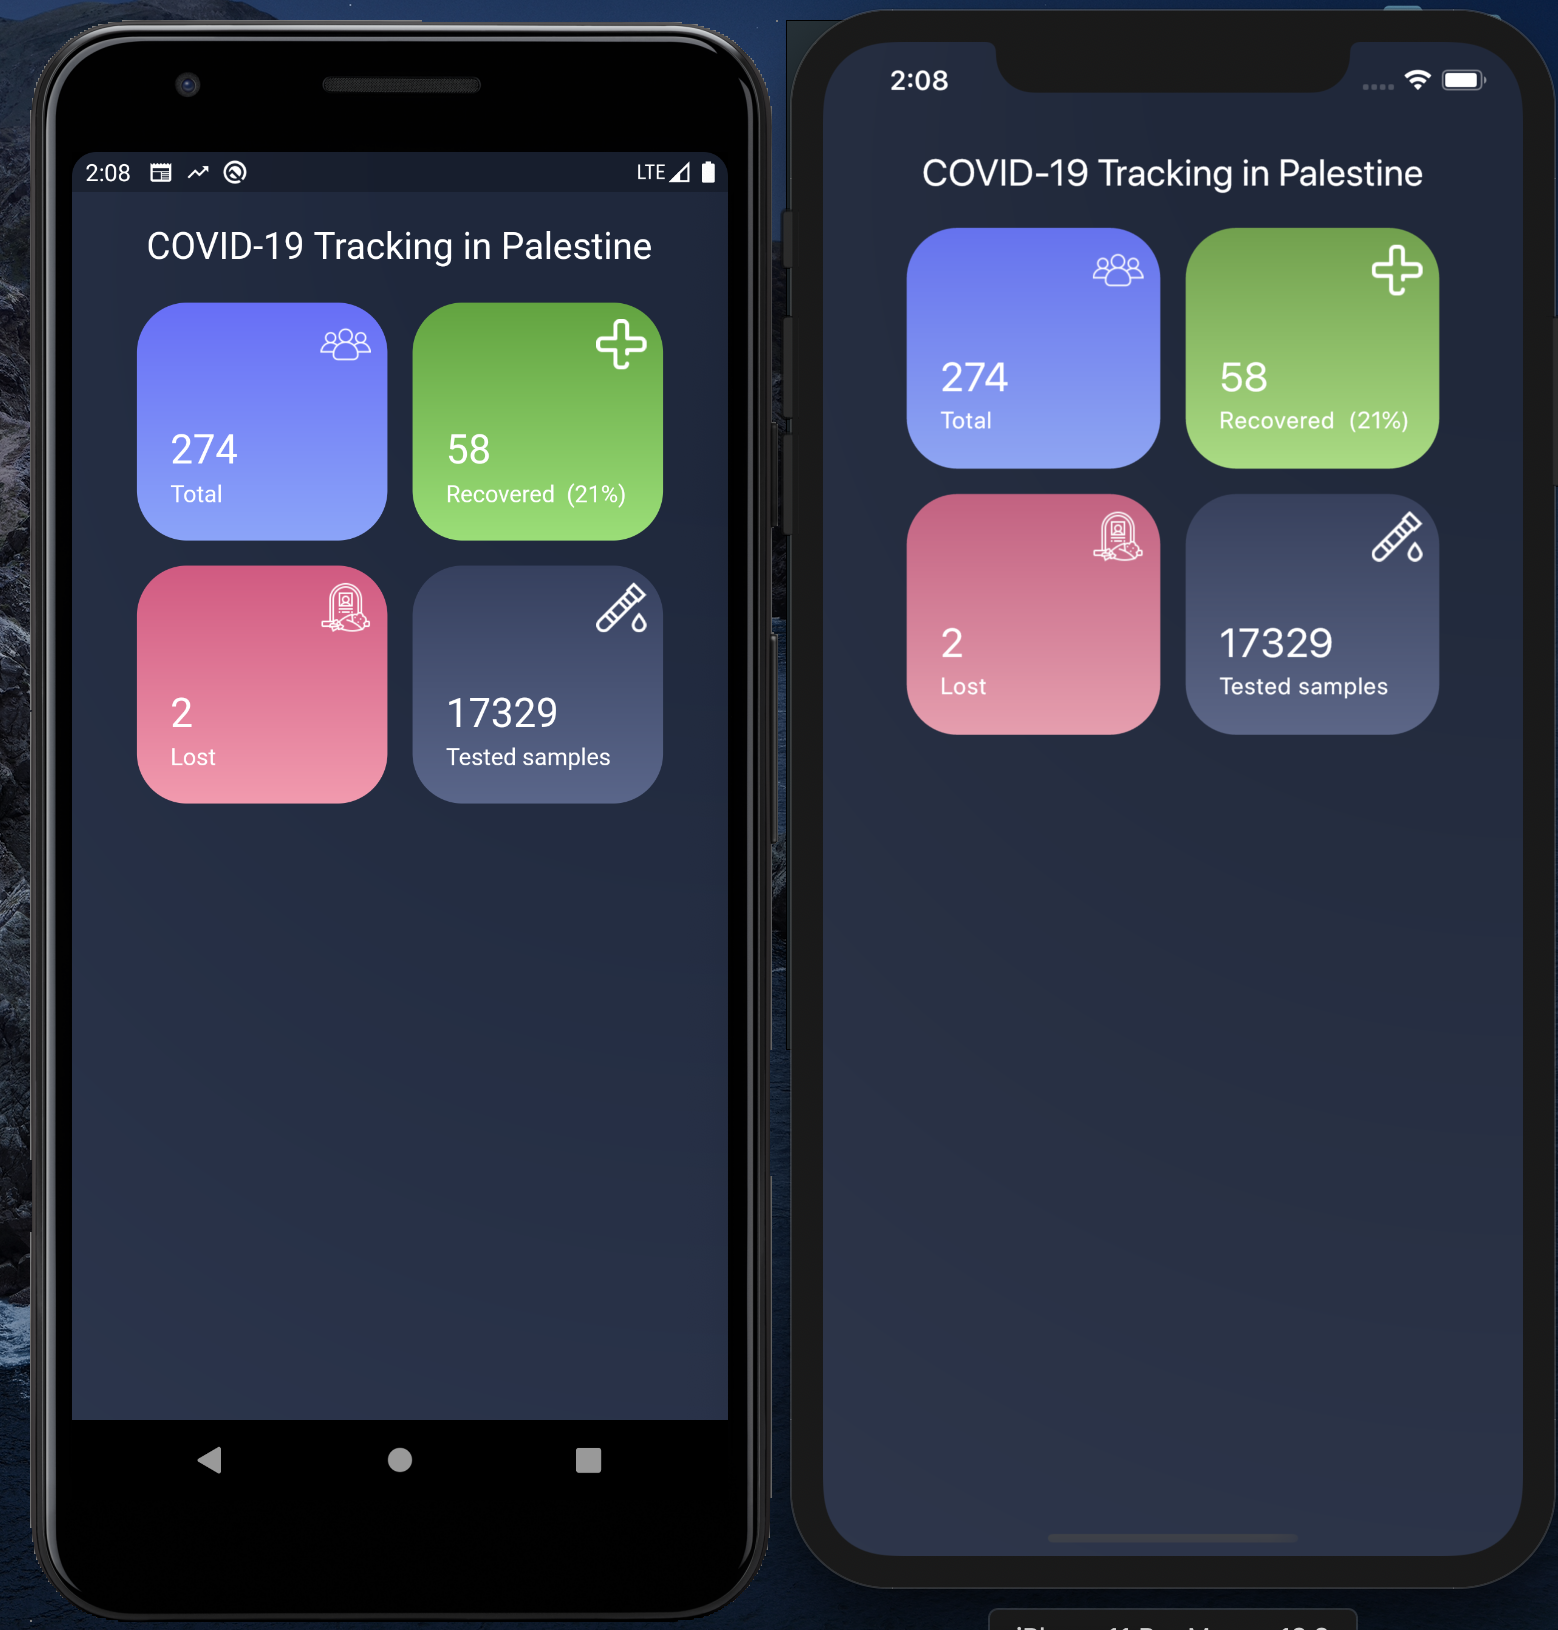 2:08
LTE
COVID-19 Tracking in Palestine
274
Total
58
Recovered (21%)
2
Lost
17329
Tested samples
2:08
COVID-19 Tracking in Palestine
274
Total
58
Recovered (21%)
2
Lost
17329
Tested samples